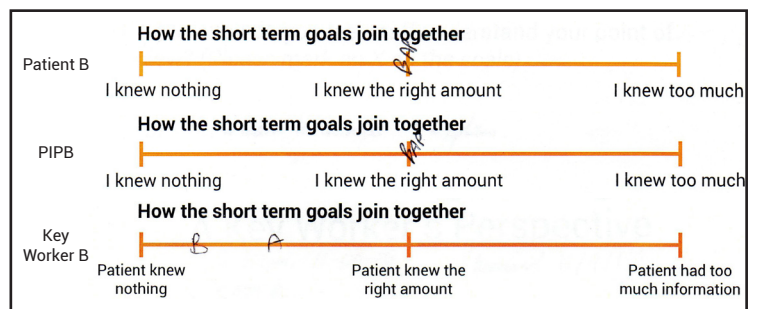 How the short term goals join together
Patient B
BAP
I knew nothing I knew the right amount I knew too much
How the short term goals join together
PIPB
BAP
I knew nothing I knew the right amount I knew too much
How the short term goals join together
Key
Worker B
B A
Patient knew
nothing
Patient knew the
right amount
Patient had too
much information